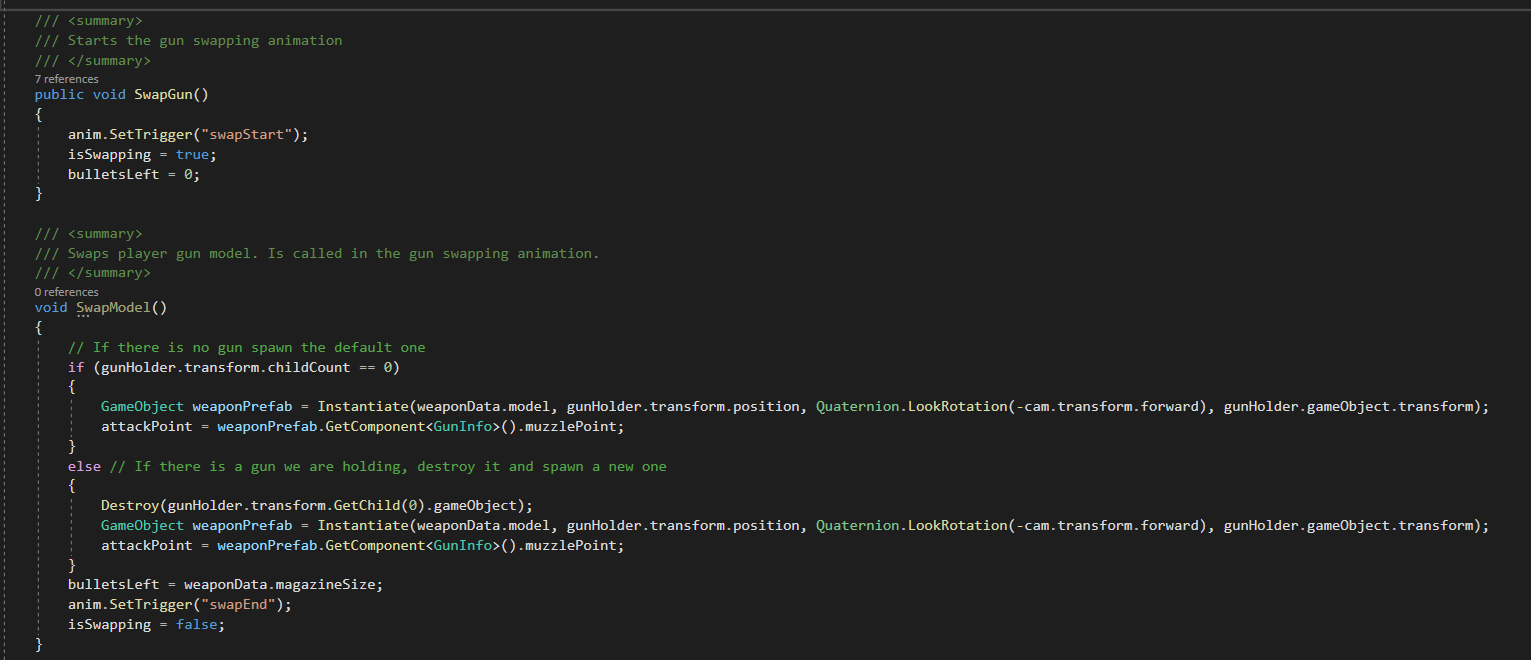 /// <summary>
/// Starts the gun swapping animation
/// </summary>
7 references
public void SwapGun()
{
    anim.SetTrigger("swapStart");
    isSwapping = true;
    bulletsLeft = 0;
}

/// <summary>
/// Swaps player gun model. Is called in the gun swapping animation.
/// </summary>
0 references
void SwapModel()
{
    // If there is no gun spawn the default one
    if (gunHolder.transform.childCount == 0)
    {
        GameObject weaponPrefab = Instantiate(weaponData.model, gunHolder.transform.position, Quaternion.LookRotation(-cam.transform.forward), gunHolder.gameObject.transform);
        attackPoint = weaponPrefab.GetComponent<GunInfo>().muzzlePoint;
    }
    else // If there is a gun we are holding, destroy it and spawn a new one
    {
        Destroy(gunHolder.transform.GetChild(0).gameObject);
        GameObject weaponPrefab = Instantiate(weaponData.model, gunHolder.transform.position, Quaternion.LookRotation(-cam.transform.forward), gunHolder.gameObject.transform);
        attackPoint = weaponPrefab.GetComponent<GunInfo>().muzzlePoint;
    }
    bulletsLeft = weaponData.magazineSize;
    anim.SetTrigger("swapEnd");
    isSwapping = false;
}